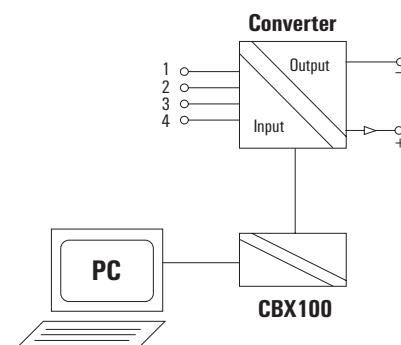 Converter
Output
1
2
3
4
−
Input
+
PC
CBX100